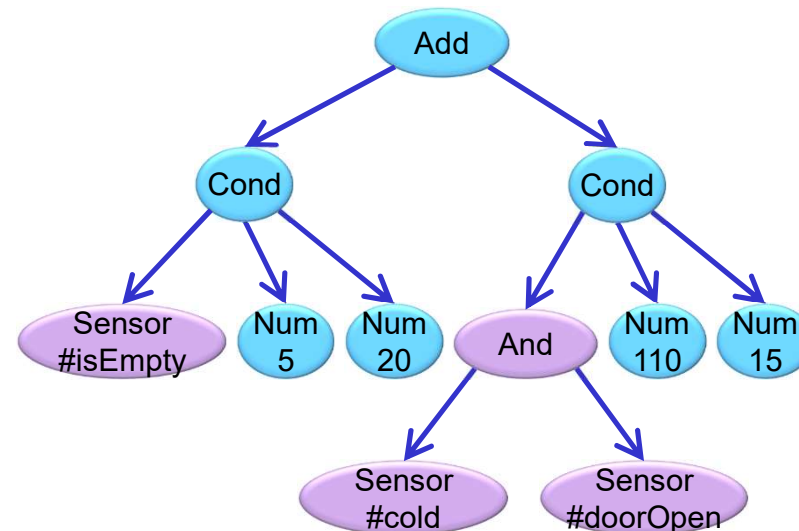 Add
Cond
Cond
Sensor
#isEmpty
Num
5
Num
20
And
Num
110
Num
15
Sensor
#cold
Sensor
#doorOpen